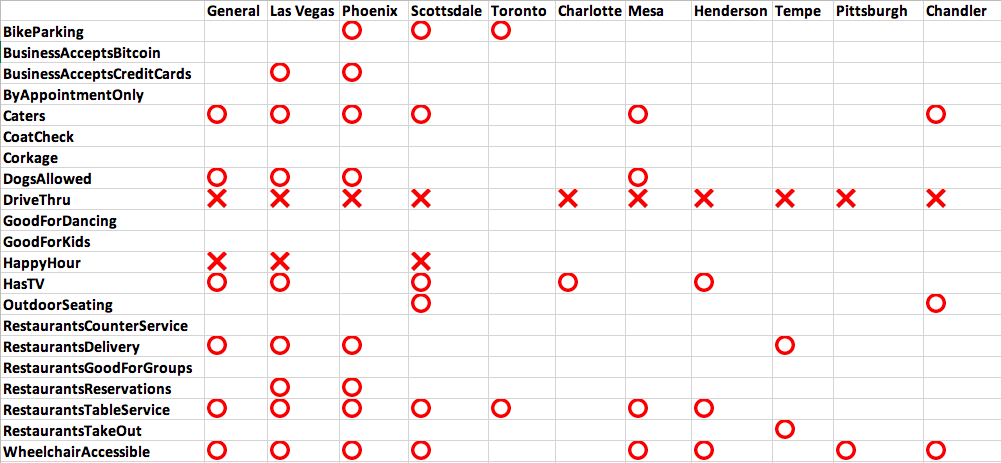 General Las Vegas Phoenix Scottsdale Toronto Charlotte Mesa Henderson Tempe Pittsburgh Chandler
BikeParking
BusinessAcceptsBitcoin
BusinessAcceptsCreditCards
ByAppointmentOnly
Caters
CoatCheck
Corkage
DogsAllowed
DriveThru
GoodForDancing
GoodForKids
HappyHour
HasTV
OutdoorSeating
RestaurantsCounterService
RestaurantsDelivery
RestaurantsGoodForGroups
RestaurantsReservations
RestaurantsTableService
RestaurantsTakeOut
WheelchairAccessible